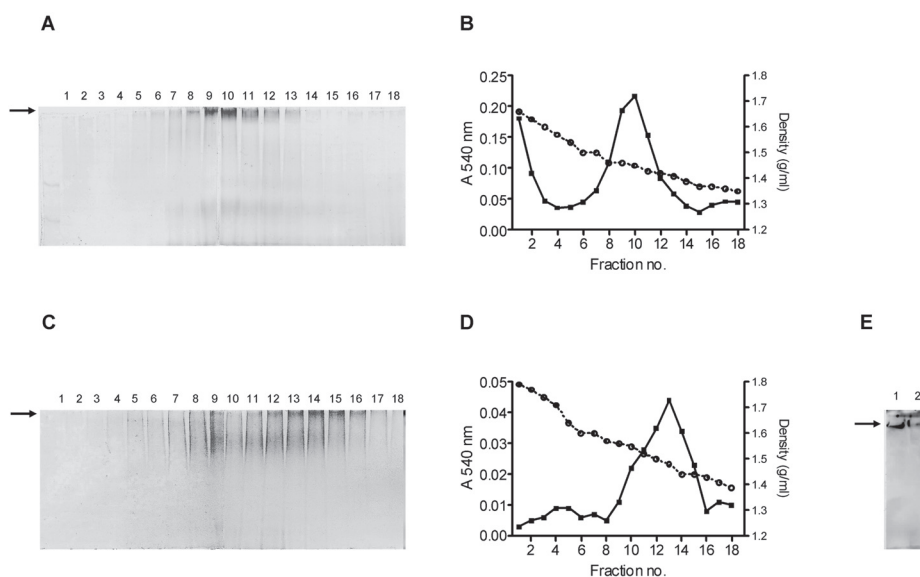 A
1 2 3 4 5 6 7 8 9 10 11 12 13 14 15 16 17 18
B
0.25
0.20
0.15
0.10
0.05
0.00
A 540 nm
1.8
1.7
1.6
1.5
1.4
1.3
1.2
Density (g/ml)
2 4 6 8 10 12 14 16 18
Fraction no.
C
1 2 3 4 5 6 7 8 9 10 11 12 13 14 15 16 17 18
D
0.05
0.04
0.03
0.02
0.01
0.00
A 540 nm
1.8
1.7
1.6
1.5
1.4
1.3
1.2
Density (g/ml)
2 4 6 8 10 12 14 16 18
Fraction no.
E
1 2